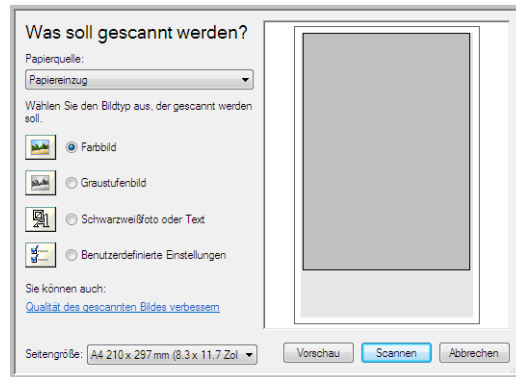 Was soll gescannt werden?
Papierquelle:
Papiereinzug
Wählen Sie den Bildtyp aus, der gescannt werden
soll.
Farbbild
Graustufenbild
Schwarzweißfoto oder Text
Benutzerdefinierte Einstellungen
Sie können auch:
Qualität des gescannten Bildes verbessern
Seitengröße: A4 210 x 297 mm (8.3 x 11.7 Zol
Vorschau Scannen Abbrechen